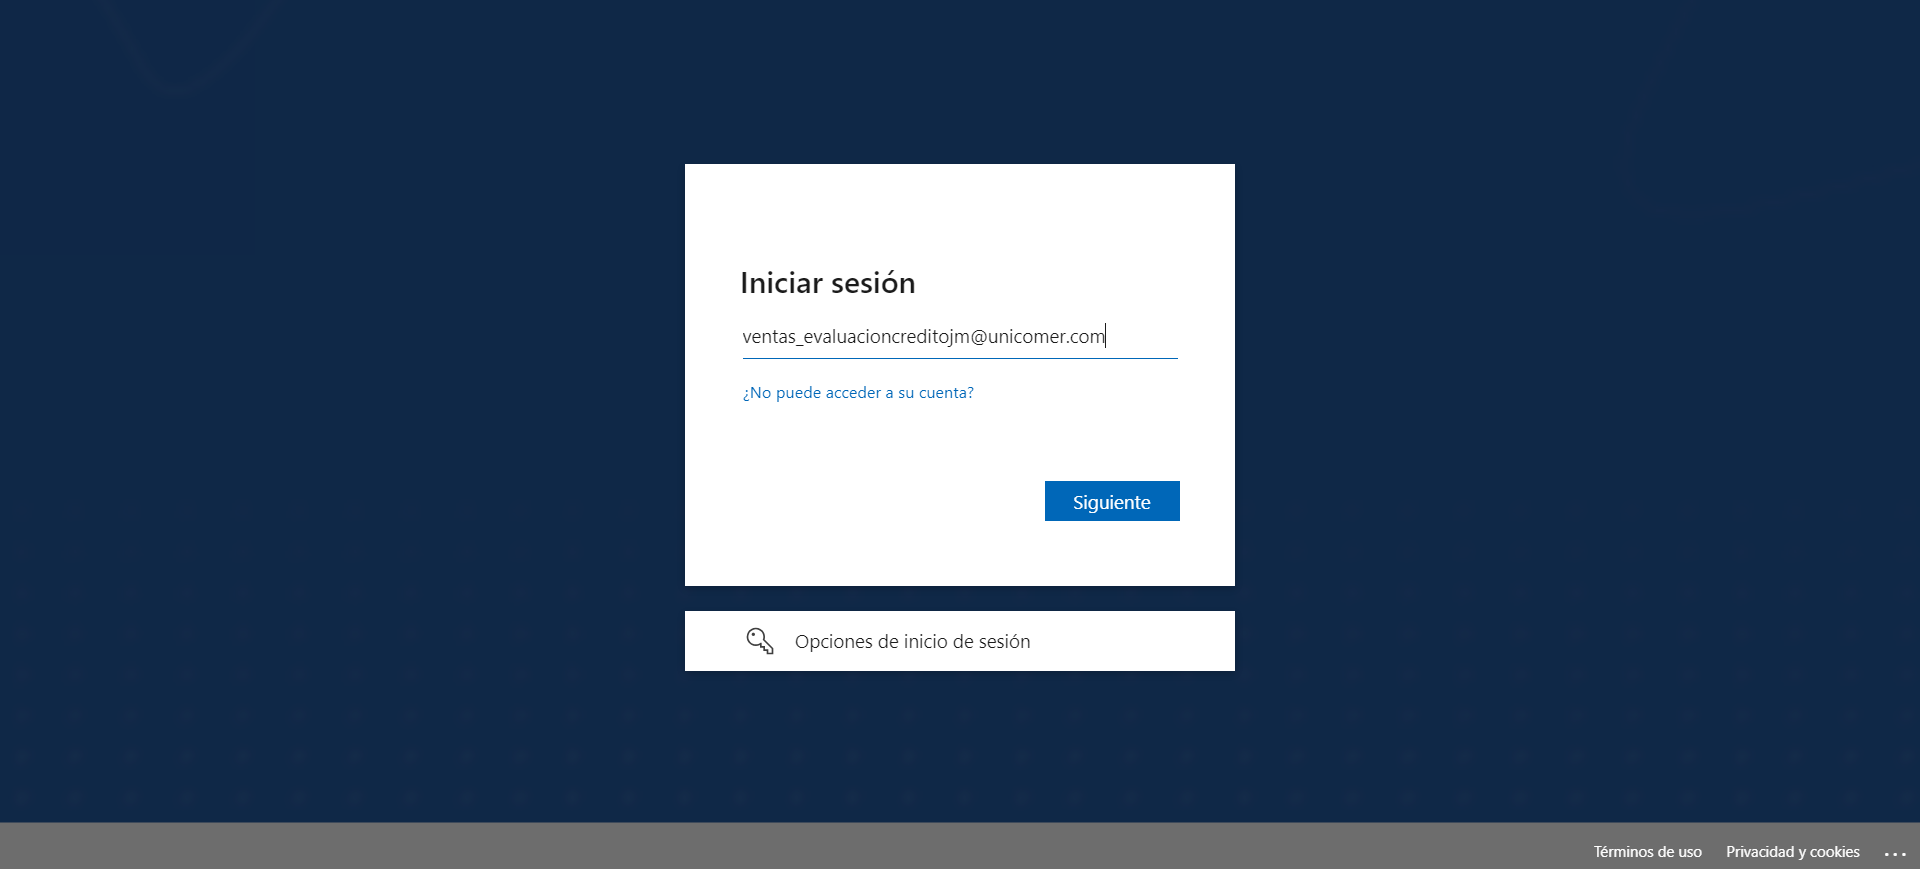 Iniciar sesión
ventas_evaluacioncreditojm@unicomer.com
¿No puede acceder a su cuenta?
Siguiente
Opciones de inicio de sesión
Términos de uso Privacidad y cookies ...